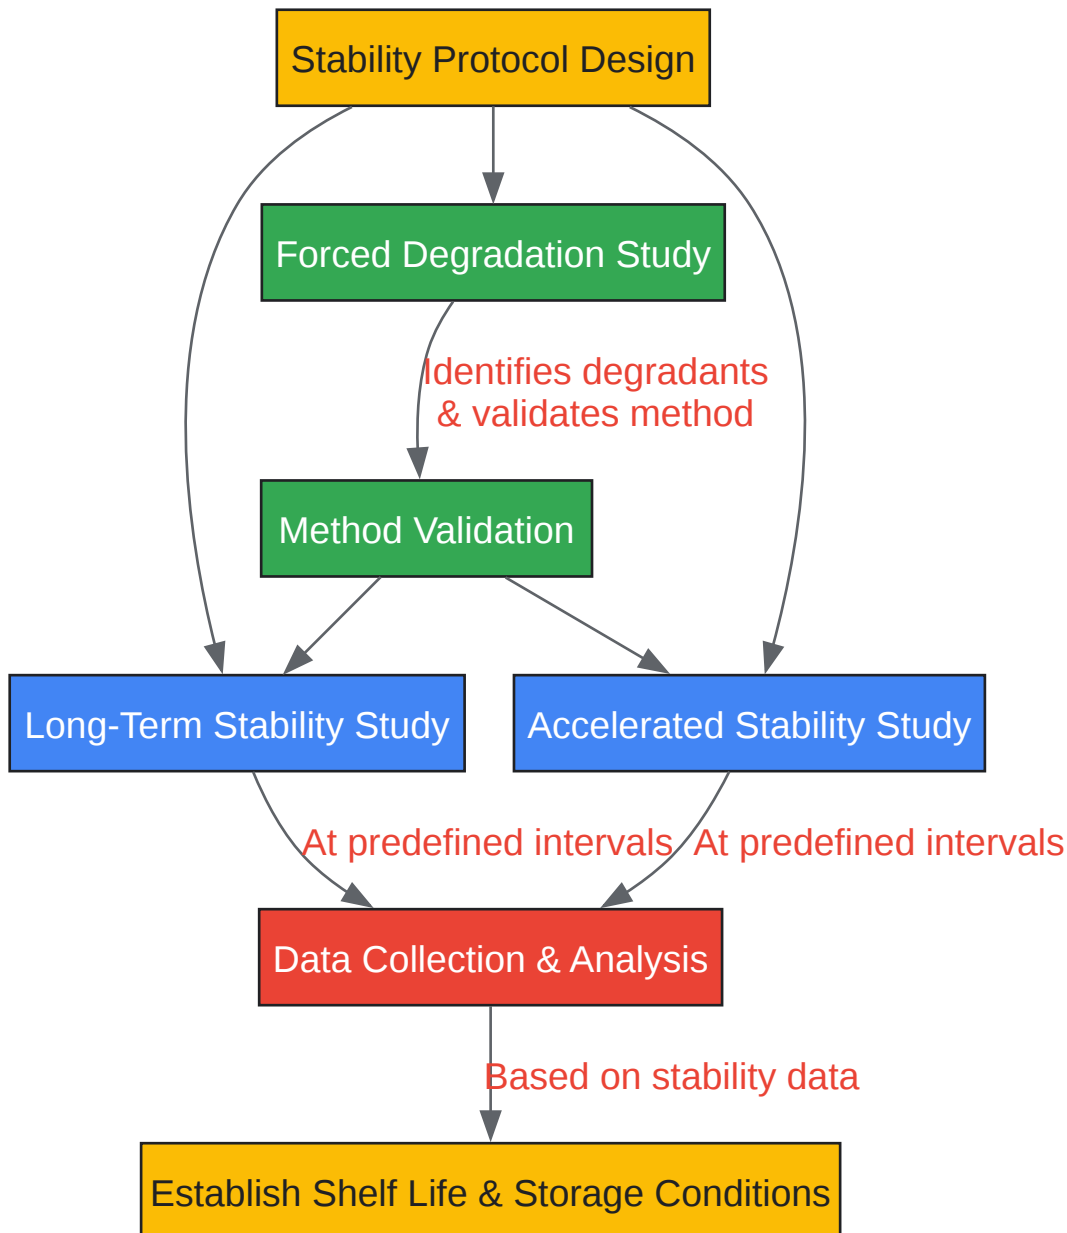 Stability Protocol Design
Forced Degradation Study
Identifies degradants
& validates method
Method Validation
Long-Term Stability Study
Accelerated Stability Study
At predefined intervals
At predefined intervals
Data Collection & Analysis
Based on stability data
Establish Shelf Life & Storage Conditions